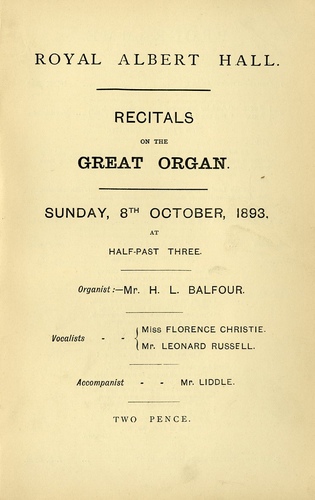 ROYAL ALBERT HALL.
RECITALS
ON THE
GREAT ORGAN.
SUNDAY, 8TH OCTOBER, 1893,
AT
HALF-PAST THREE.
Organist:—Mr. H. L. BALFOUR.
Vocalists - - { Miss FLORENCE CHRISTIE.
Mr. LEONARD RUSSELL.
Accompanist - - Mr. LIDDLE.
TWO PENCE.